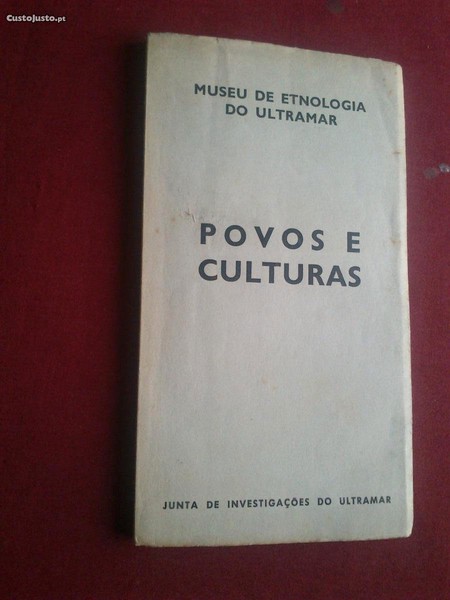 CustoJusto.pt
MUSEU DE ETNOLOGIA
DO ULTRAMAR
POVOS E
CULTURAS
JUNTA DE INVESTIGAÇÕES DO ULTRAMAR